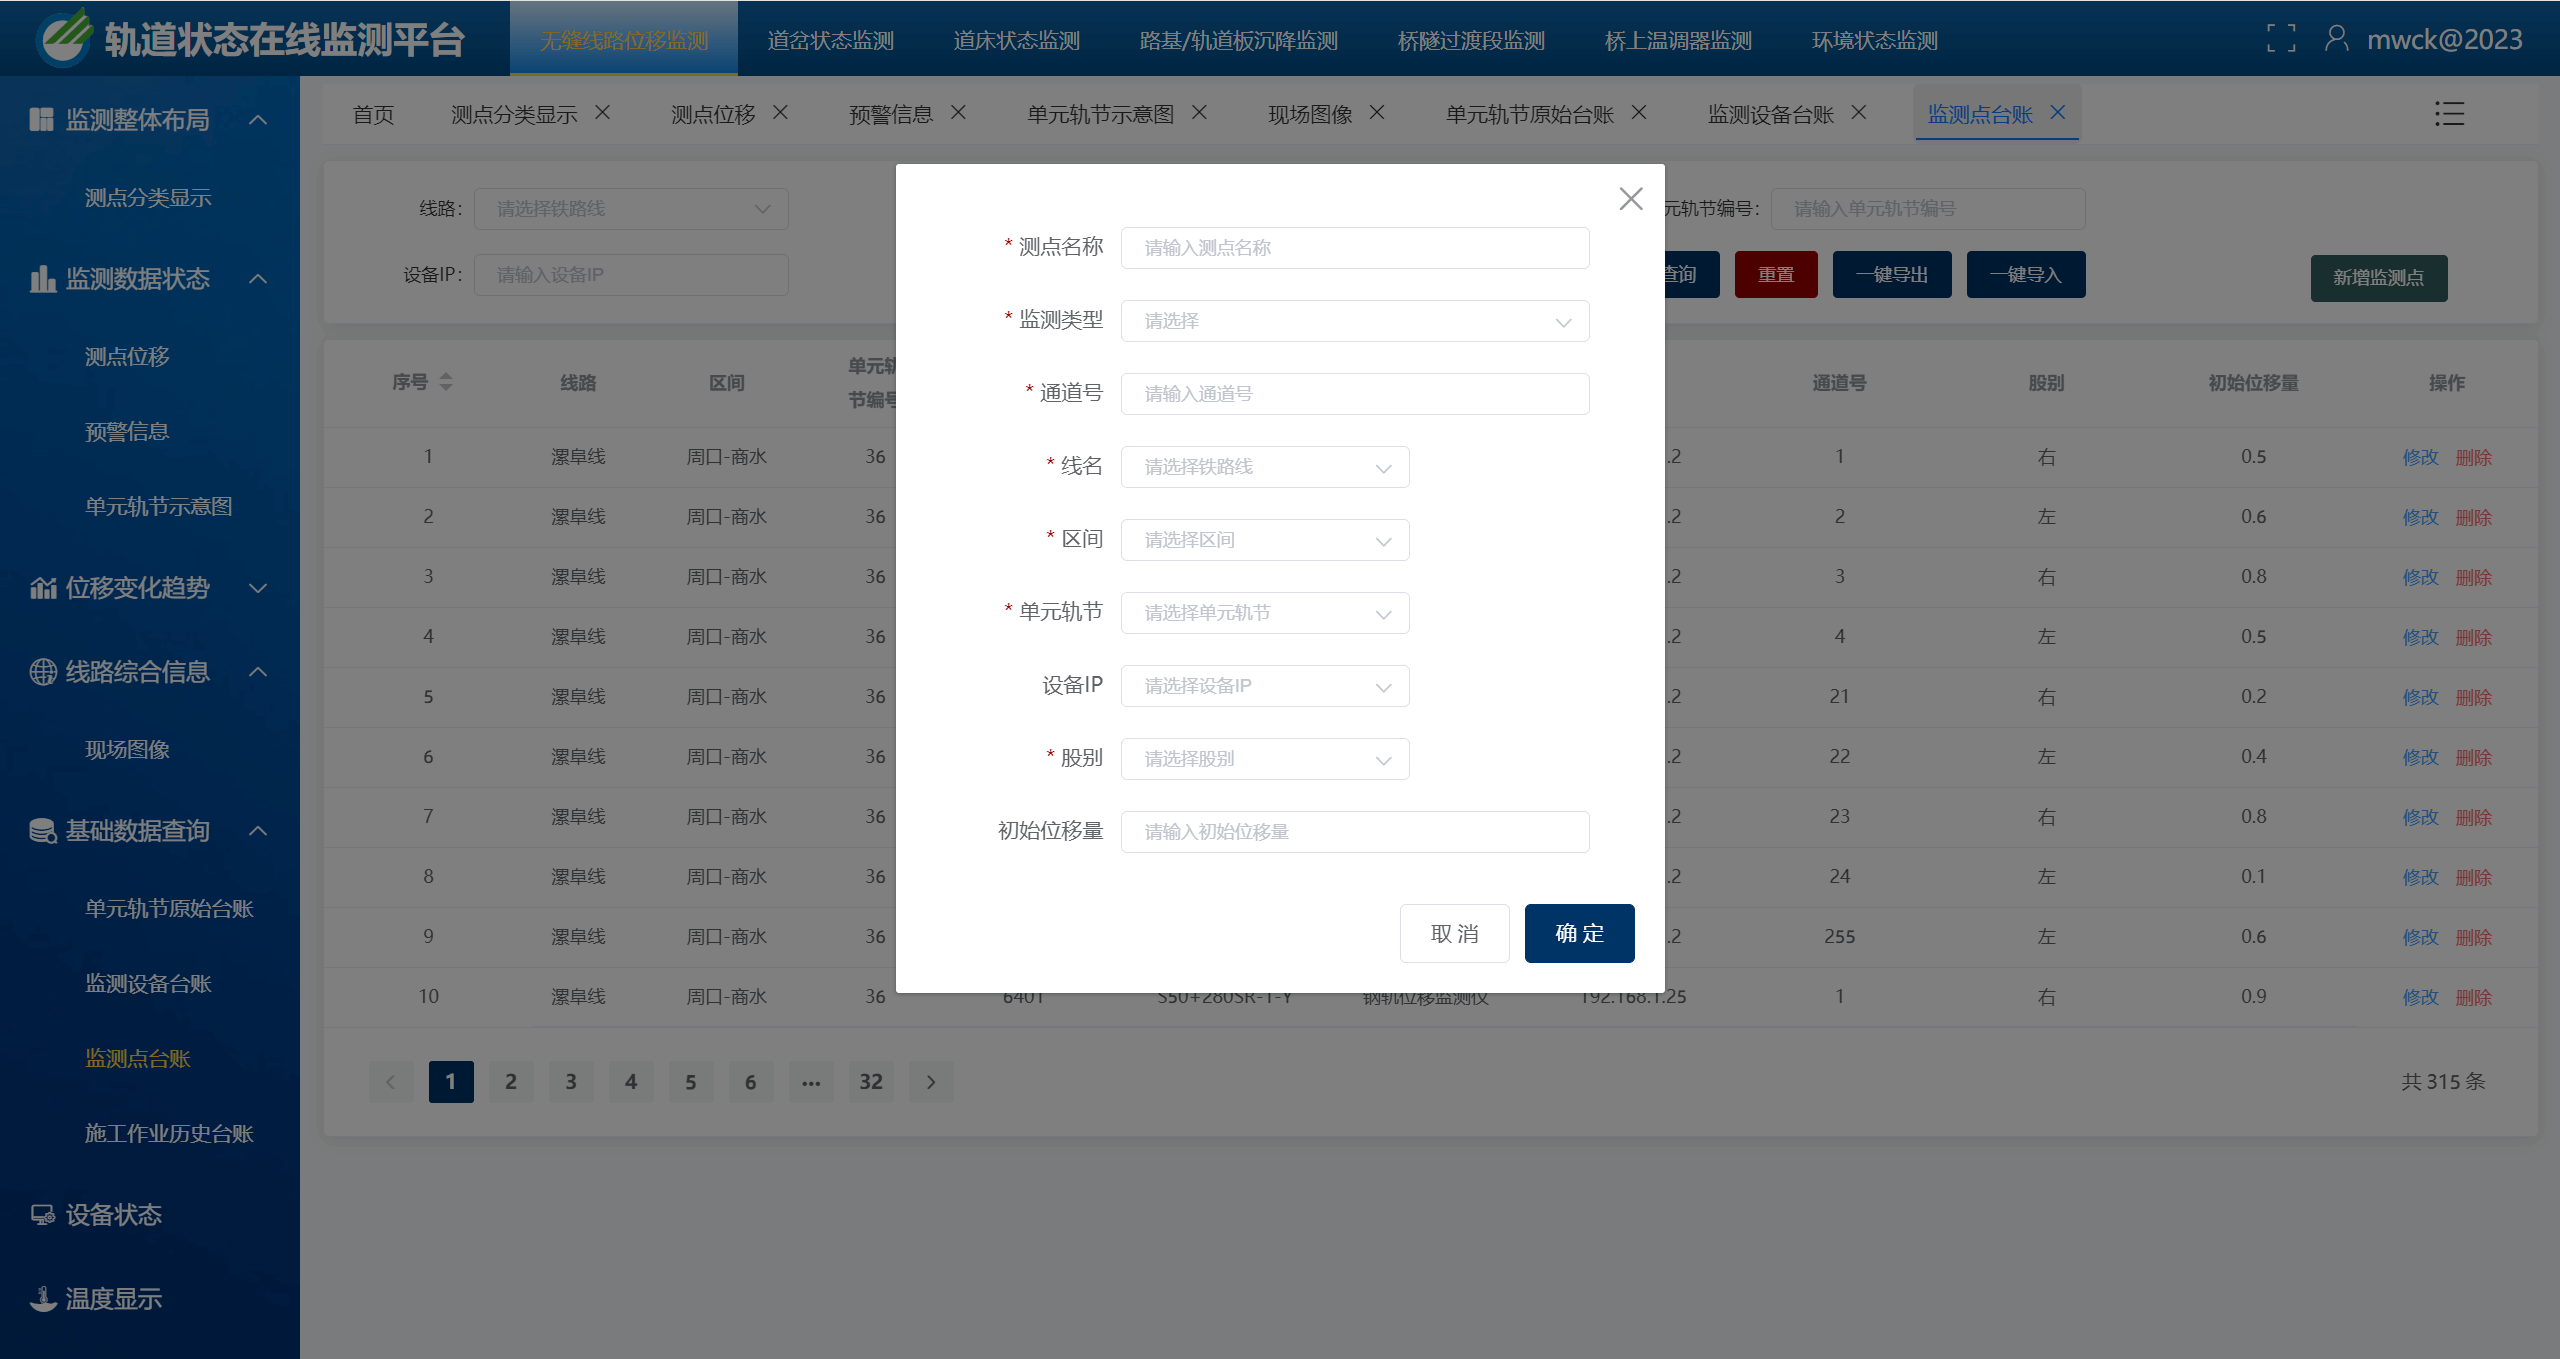 轨道状态在线监测平台
无缝线路位移监测 道岔状态监测 道床状态监测 路基/轨道板沉降监测 桥隧过渡段监测 桥上温调器监测 环境状态监测 mwck@2023
监测整体布局
测点分类显示
监测数据状态
测点位移
预警信息
单元轨节示意图
位移变化趋势
线路综合信息
现场图像
基础数据查询
单元轨节原始台账
监测设备台账
监测点台账
施工作业历史台账
设备状态
温度显示
首页 测点分类显示 测点位移 预警信息 单元轨节示意图 现场图像 单元轨节原始台账 监测设备台账 监测点台账
线路: 请选择铁路线 元轨节编号: 请输入单元轨节编号
设备IP: 请输入设备IP 查询 重置 一键导出 一键导入 新增监测点
序号 线路 区间 单元轨
节编号 通道号 股别 初始位移量 操作
1 漯阜线 周口-商水 36 .2 1 右 0.5 修改 删除
2 漯阜线 周口-商水 36 .2 2 左 0.6 修改 删除
3 漯阜线 周口-商水 36 .2 3 右 0.8 修改 删除
4 漯阜线 周口-商水 36 .2 4 左 0.5 修改 删除
5 漯阜线 周口-商水 36 .2 21 右 0.2 修改 删除
6 漯阜线 周口-商水 36 .2 22 左 0.4 修改 删除
7 漯阜线 周口-商水 36 .2 23 右 0.8 修改 删除
8 漯阜线 周口-商水 36 .2 24 左 0.1 修改 删除
9 漯阜线 周口-商水 36 .2 255 左 0.6 修改 删除
10 漯阜线 周口-商水 36 6401 S50+280SR-1-Y 钢轨位移监测仪 192.168.1.25 1 右 0.9 修改 删除
1 2 3 4 5 6 ... 32 共 315 条
* 测点名称 请输入测点名称
* 监测类型 请选择
* 通道号 请输入通道号
* 线名 请选择铁路线
* 区间 请选择区间
* 单元轨节 请选择单元轨节
设备IP 请选择设备IP
* 股别 请选择股别
初始位移量 请输入初始位移量
取 消 确 定